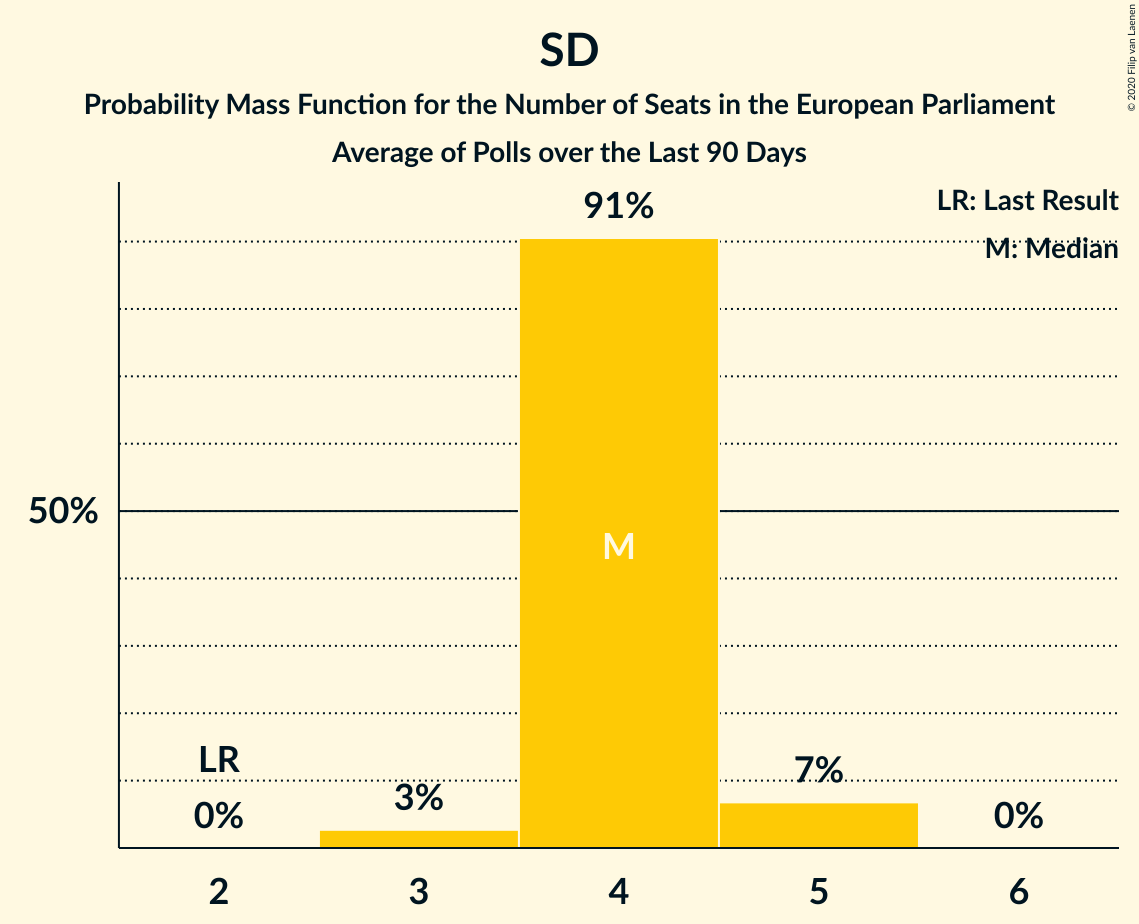 SD
Probability Mass Function for the Number of Seats in the European Parliament
Average of Polls over the Last 90 Days
© 2020 Filip van Laenen
LR: Last Result
M: Median
91%
50%
M
LR
0%
3%
7%
0%
2 3 4 5 6